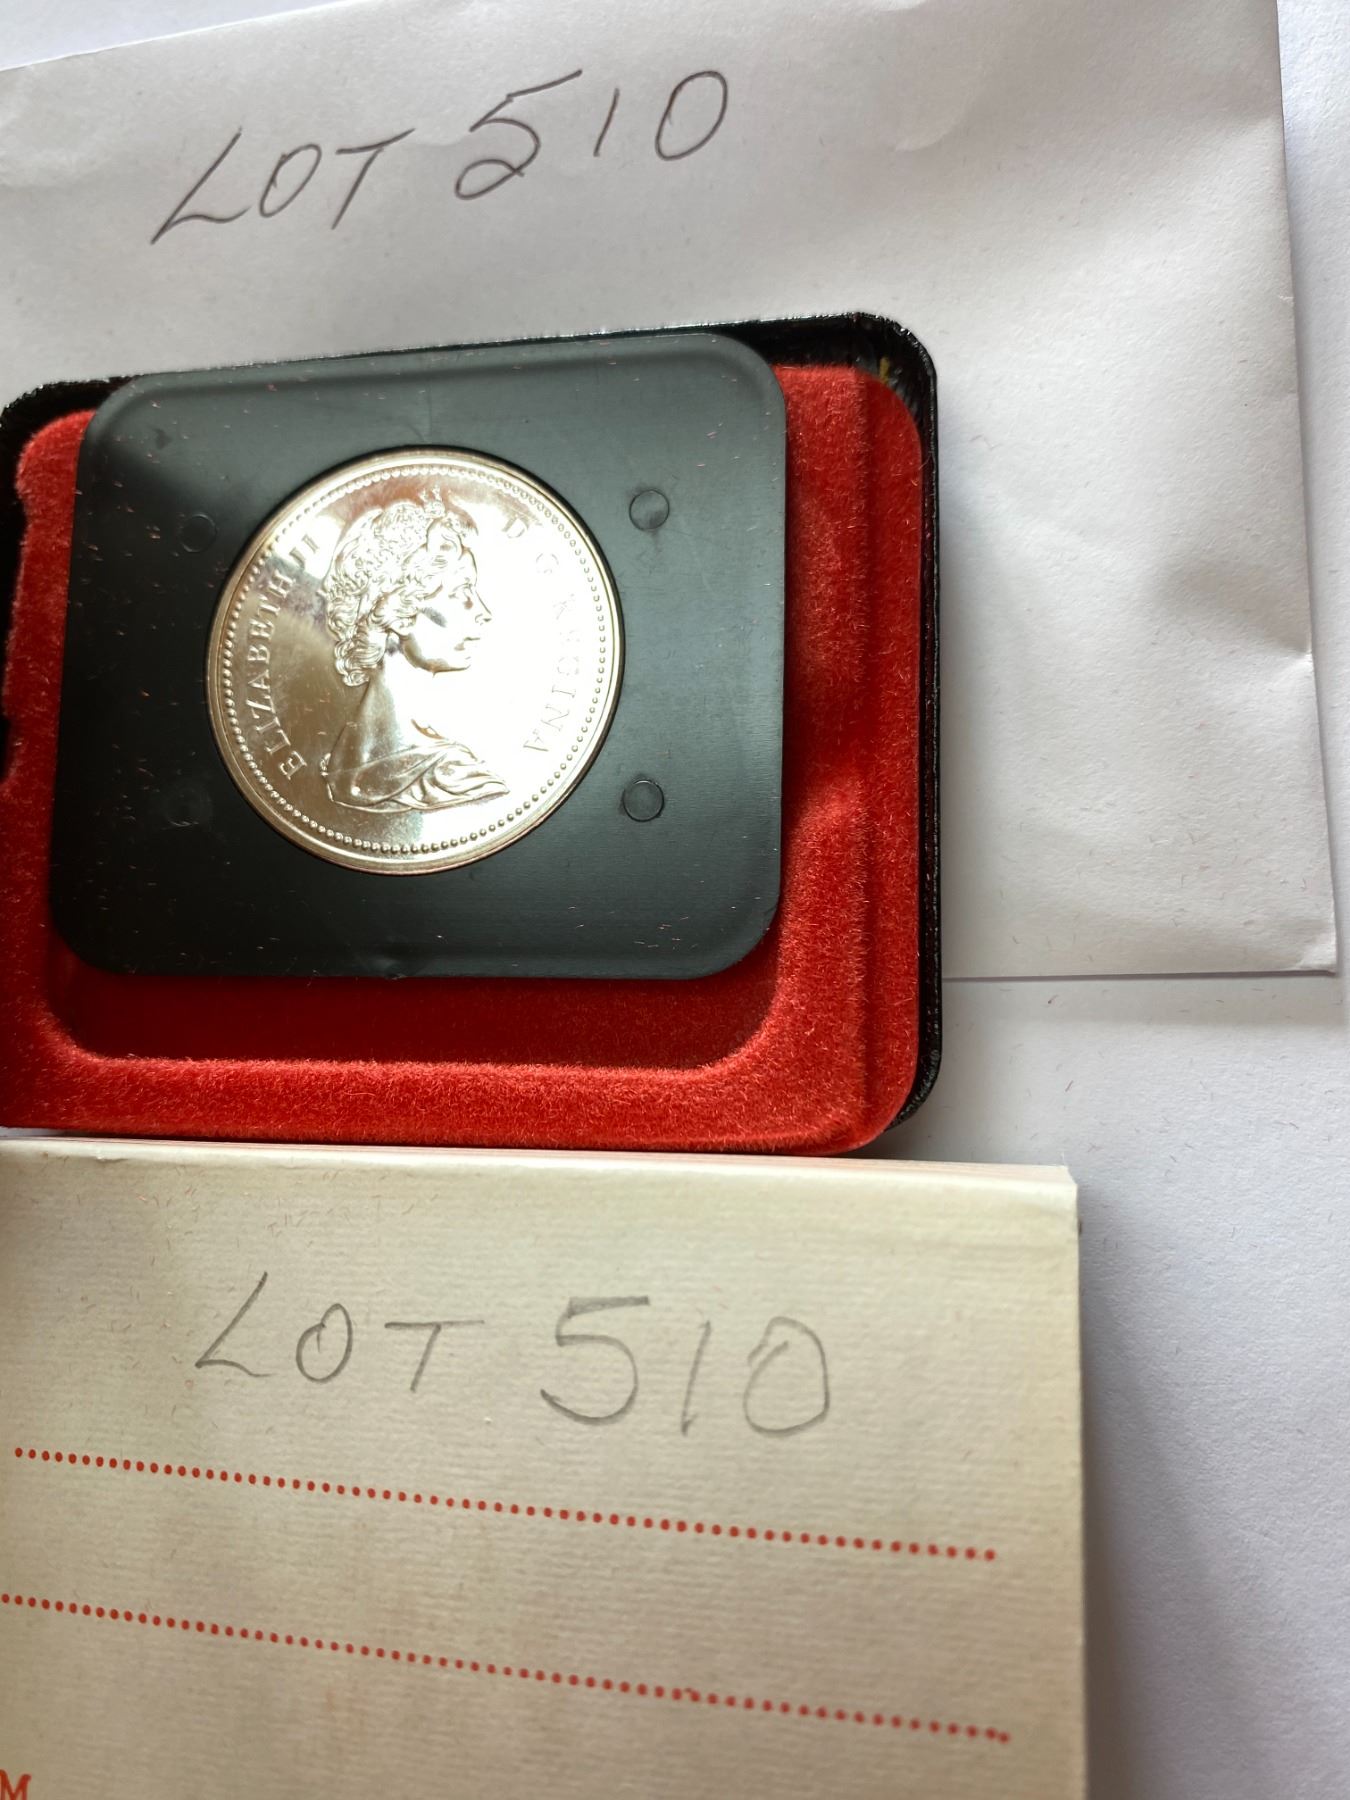 LOT 510
ELIZABETH II D·G·REGINA
LOT 510
M